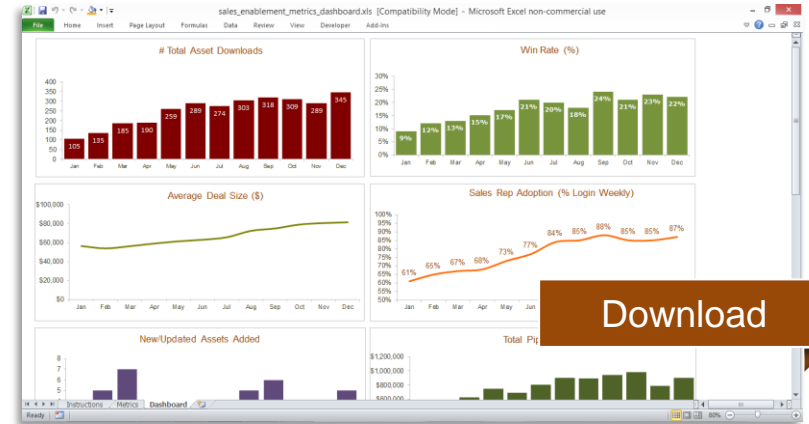 sales_enablement_metrics_dashboard.xls [Compatibility Mode] - Microsoft Excel non-commercial use
File Home Insert Page Layout Formulas Data Review View Developer Add-Ins
# Total Asset Downloads
400
350
300
250
200
150
100
50
0
105 135 185 190 259 289 274 303 318 309 289 345
Jan Feb Mar Apr May Jun Jul Aug Sep Oct Nov Dec
Win Rate (%)
30%
25%
20%
15%
10%
5%
0%
9% 12% 13% 15% 17% 21% 20% 18% 24% 21% 23% 22%
Jan Feb Mar Apr May Jun Jul Aug Sep Oct Nov Dec
Average Deal Size ($)
$100,000
$80,000
$60,000
$40,000
$20,000
$0
Jan Feb Mar Apr May Jun Jul Aug Sep Oct Nov Dec
Sales Rep Adoption (% Login Weekly)
100%
95%
90%
85%
80%
75%
70%
65%
60%
55%
50%
61% 65% 67% 68% 73% 77% 84% 85% 88% 85% 85% 87%
Jan Feb Mar Apr May Jun
Download
New/Updated Assets Added
8
7
6
5
Total Pip
$1,200,000
$1,000,000
$800,000
$600,000
Instructions Metrics Dashboard
Ready
80%